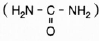 ( H₂N — C — NH₂ )
O